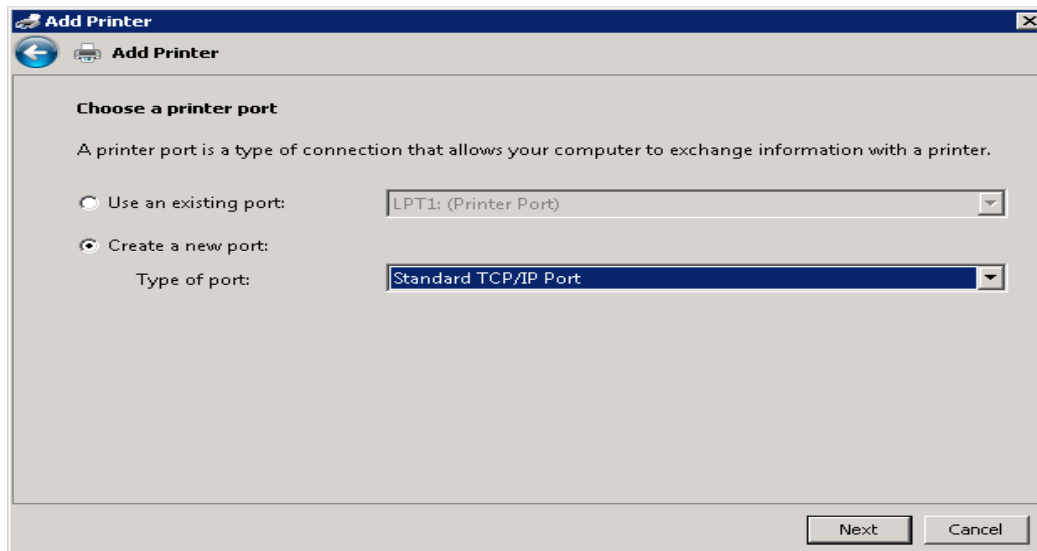 Add Printer
Add Printer
Choose a printer port
A printer port is a type of connection that allows your computer to exchange information with a printer.
Use an existing port: LPT1: (Printer Port)
Create a new port:
Type of port: Standard TCP/IP Port
Next Cancel